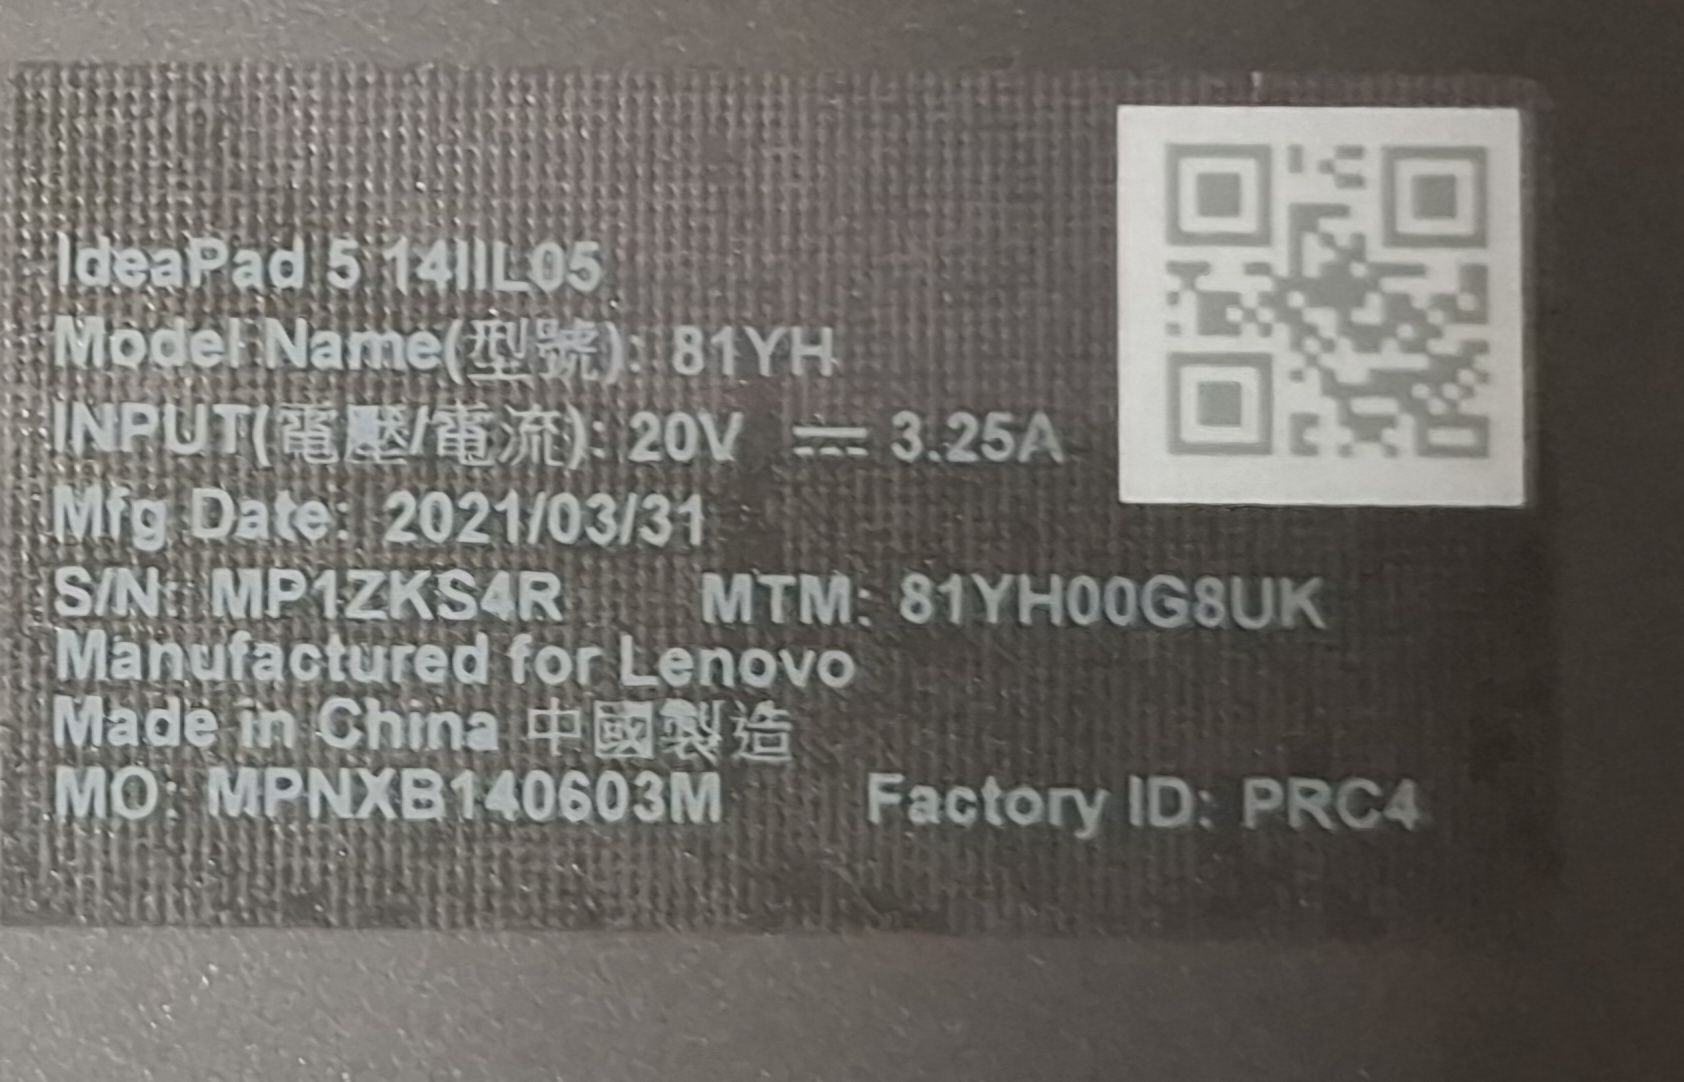 IdeaPad 5 14IIL05
Model Name(型號): 81YH
INPUT(電壓/電流): 20V ⎓ 3.25A
Mfg Date: 2021/03/31
S/N: MP1ZKS4R MTM: 81YH00G8UK
Manufactured for Lenovo
Made in China 中國製造
MO: MPNXB140603M Factory ID: PRC4